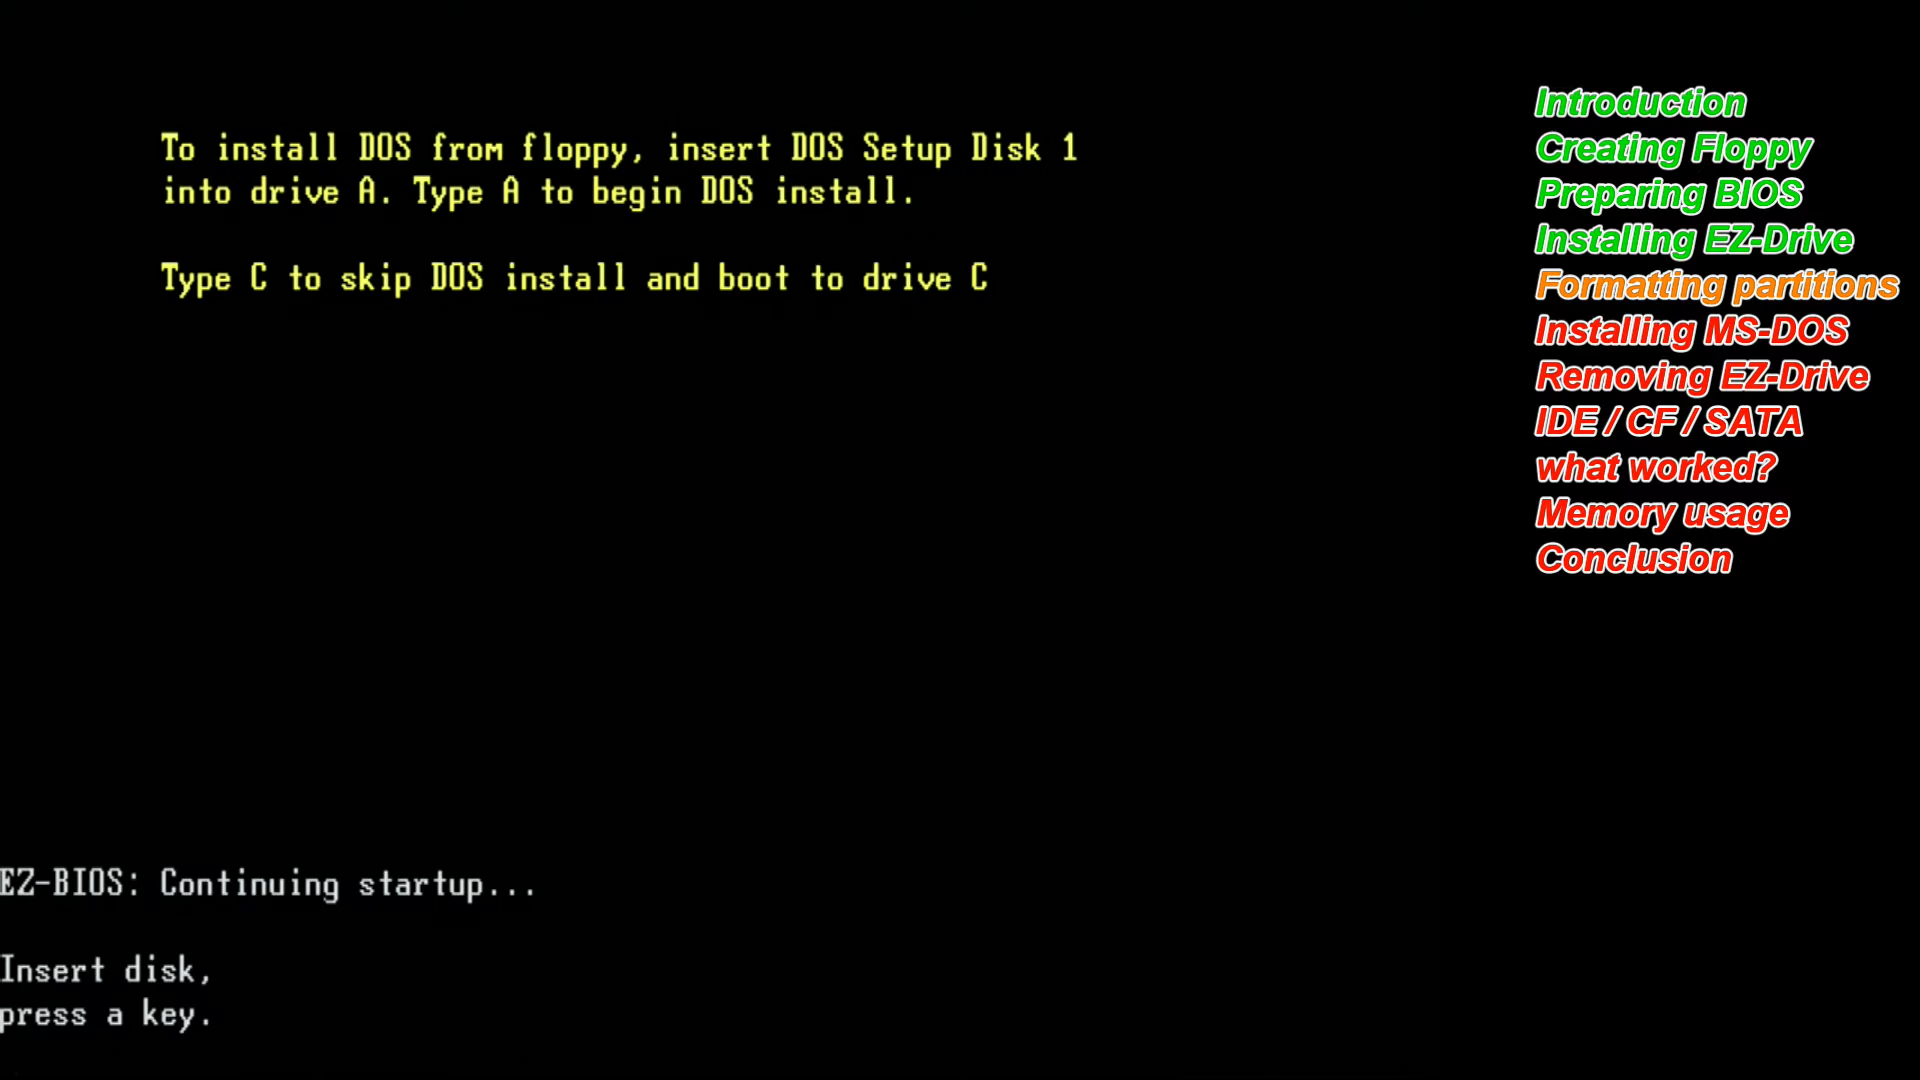 To install DOS from floppy, insert DOS Setup Disk 1
into drive A. Type A to begin DOS install.
Type C to skip DOS install and boot to drive C
EZ-BIOS: Continuing startup...
Insert disk,
press a key.
Introduction
Creating Floppy
Preparing BIOS
Installing EZ-Drive
Formatting partitions
Installing MS-DOS
Removing EZ-Drive
IDE / CF / SATA
what worked?
Memory usage
Conclusion